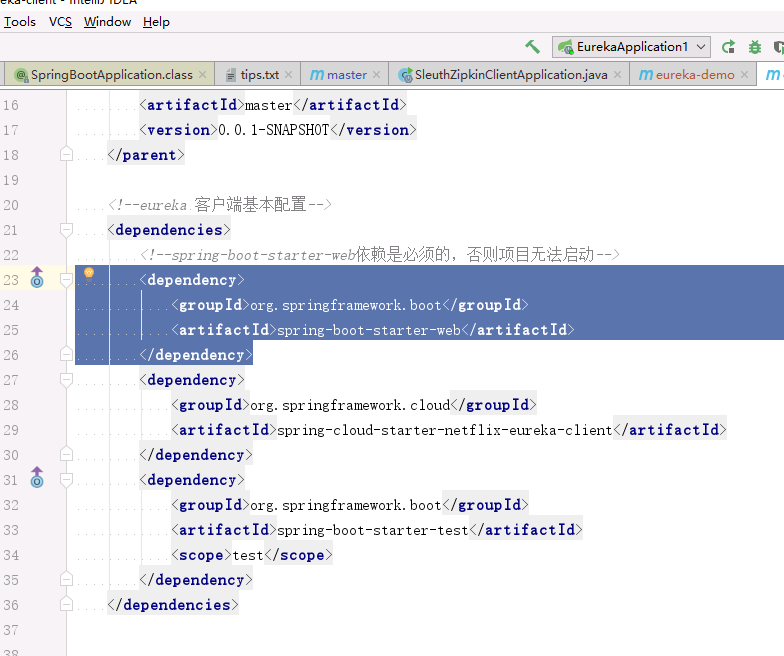 eka-client - IntelliJ IDEA
Tools VCS Window Help
EurekaApplication1
SpringBootApplication.class tips.txt master SleuthZipkinClientApplication.java eureka-demo
16 <artifactId>master</artifactId>
17 <version>0.0.1-SNAPSHOT</version>
18 </parent>
19
20 <!--eureka 客户端基本配置-->
21 <dependencies>
22 <!--spring-boot-starter-web依赖是必须的，否则项目无法启动-->
23 <dependency>
24 <groupId>org.springframework.boot</groupId>
25 <artifactId>spring-boot-starter-web</artifactId>
26 </dependency>
27 <dependency>
28 <groupId>org.springframework.cloud</groupId>
29 <artifactId>spring-cloud-starter-netflix-eureka-client</artifactId>
30 </dependency>
31 <dependency>
32 <groupId>org.springframework.boot</groupId>
33 <artifactId>spring-boot-starter-test</artifactId>
34 <scope>test</scope>
35 </dependency>
36 </dependencies>
37
38